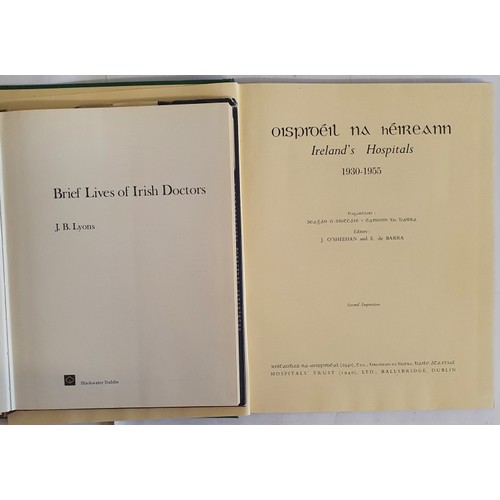 Brief Lives of Irish Doctors
J. B. Lyons
Blackwater Dublin
OISPIDÉIL NA hÉIREANN
Ireland's Hospitals
1930-1955
Editors :
J. O'SHEEHAN and E. de BARRA
Second Impression
HOSPITALS' TRUST (1940), LTD., BALLSBRIDGE, DUBLIN